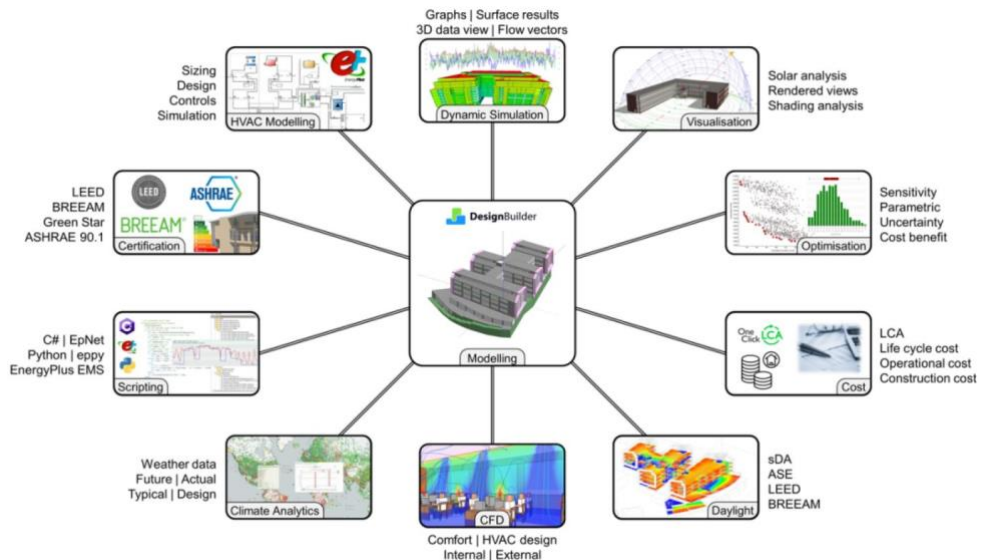 Graphs | Surface results
3D data view | Flow vectors
Dynamic Simulation
Sizing
Design
Controls
Simulation
HVAC Modelling
Solar analysis
Rendered views
Shading analysis
Visualisation
LEED
BREEAM
Green Star
ASHRAE 90.1
LEED
ASHRAE
BREEAM
Certification
DesignBuilder
Modelling
Sensitivity
Parametric
Uncertainty
Cost benefit
Optimisation
C# | EpNet
Python | eppy
EnergyPlus EMS
Scripting
One
Click
LCA
Cost
LCA
Life cycle cost
Operational cost
Construction cost
Weather data
Future | Actual
Typical | Design
Climate Analytics
CFD
Comfort | HVAC design
Internal | External
sDA
ASE
LEED
BREEAM
Daylight